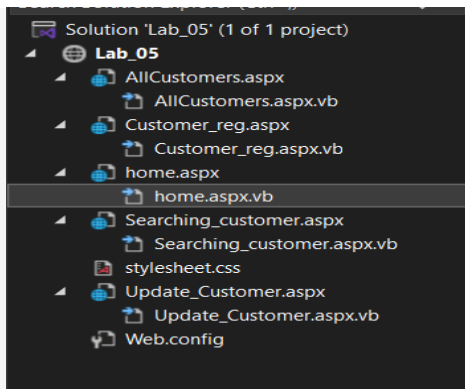 Solution 'Lab_05' (1 of 1 project)
Lab_05
AllCustomers.aspx
AllCustomers.aspx.vb
Customer_reg.aspx
Customer_reg.aspx.vb
home.aspx
home.aspx.vb
Searching_customer.aspx
Searching_customer.aspx.vb
stylesheet.css
Update_Customer.aspx
Update_Customer.aspx.vb
Web.config